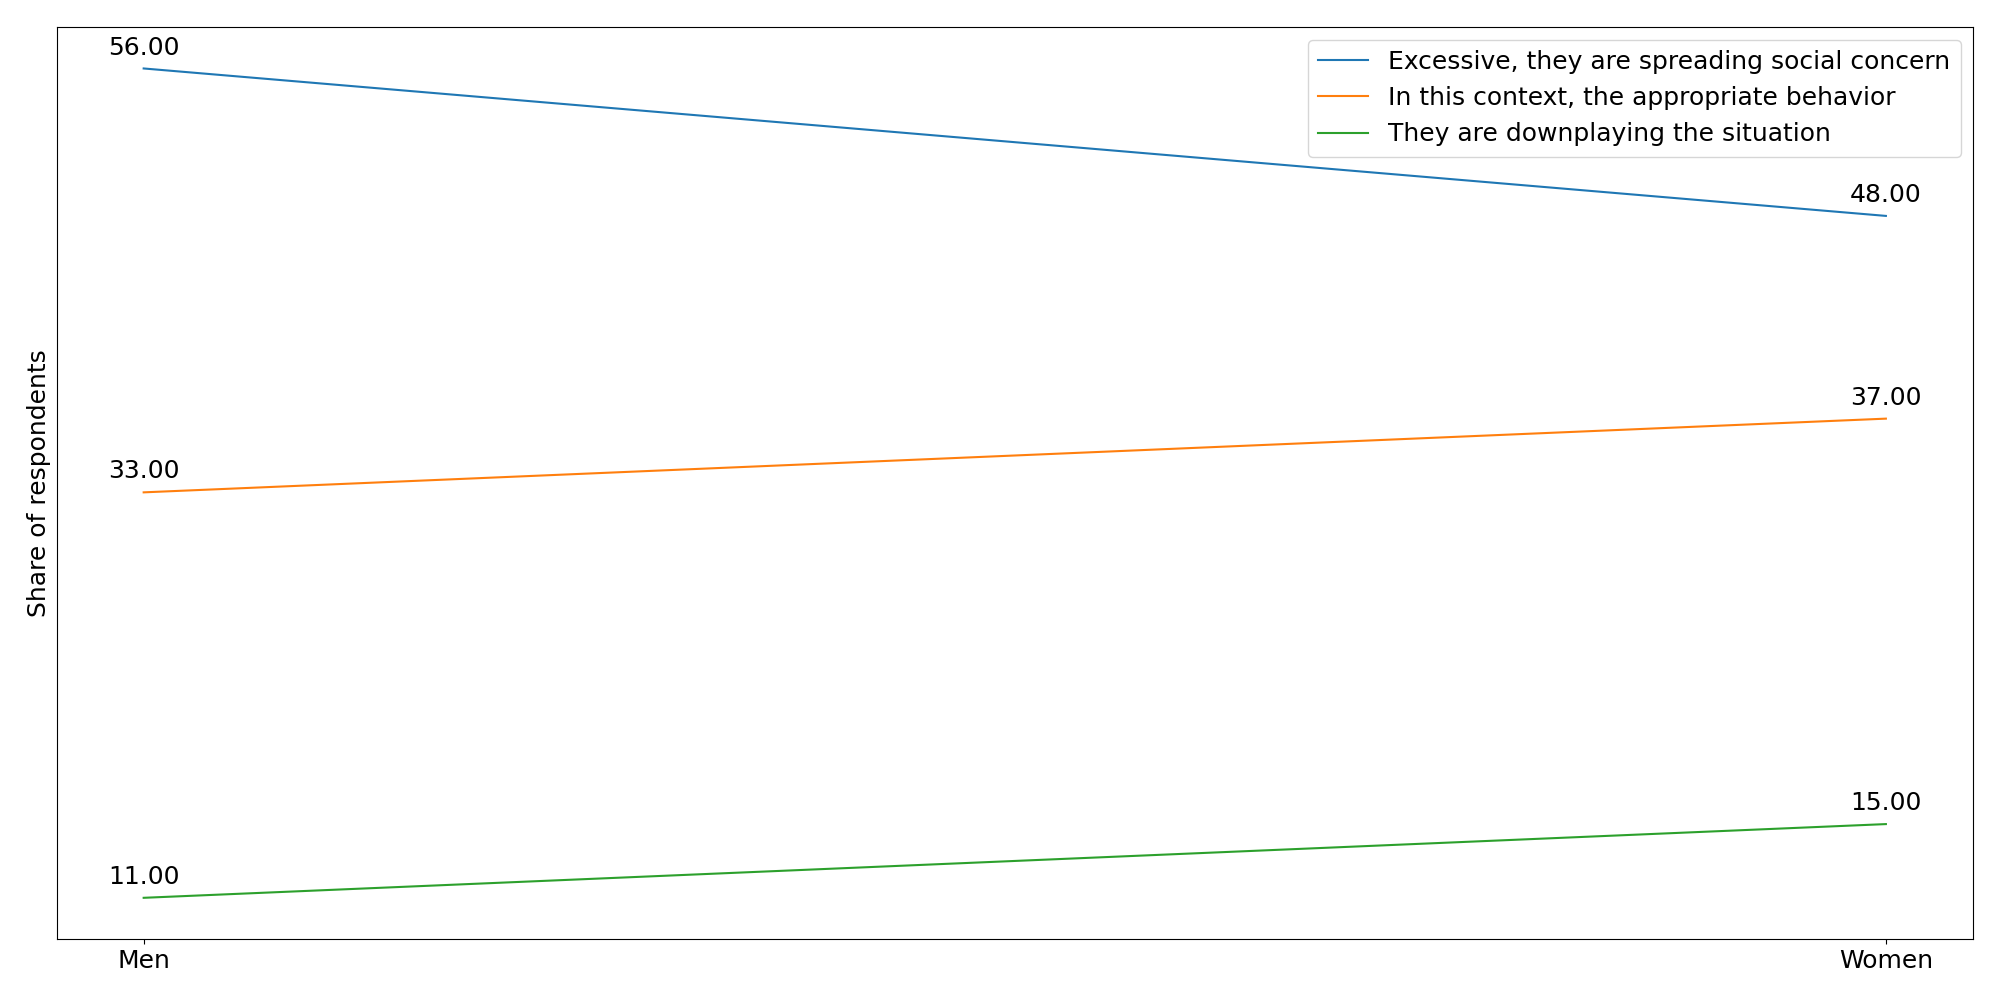 56.00
Excessive, they are spreading social concern
In this context, the appropriate behavior
They are downplaying the situation
48.00
37.00
33.00
15.00
11.00
Share of respondents
Men
Women